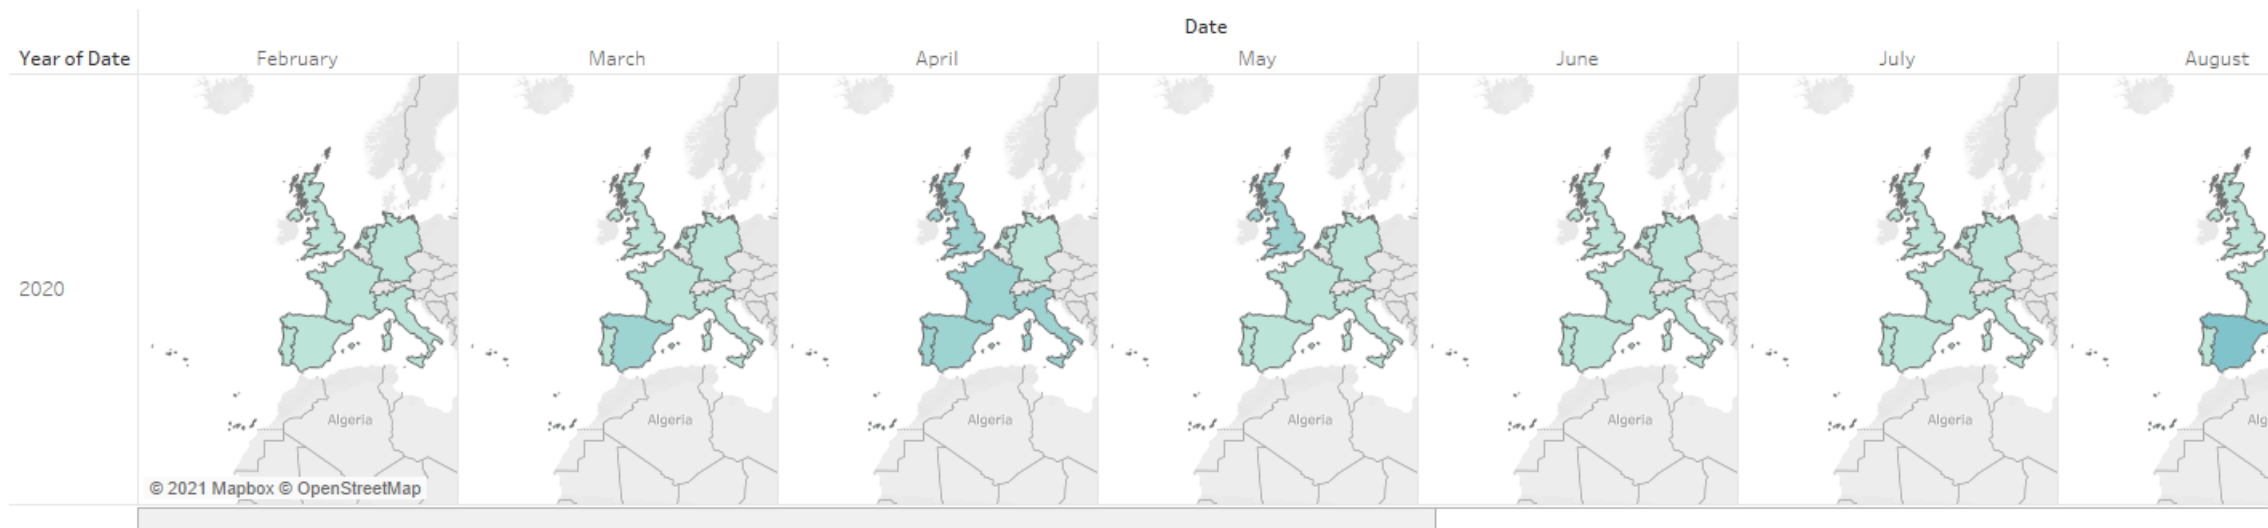 Date
Year of Date February March April May June July August
2020
Algeria Algeria Algeria Algeria Algeria Algeria Alg
© 2021 Mapbox © OpenStreetMap